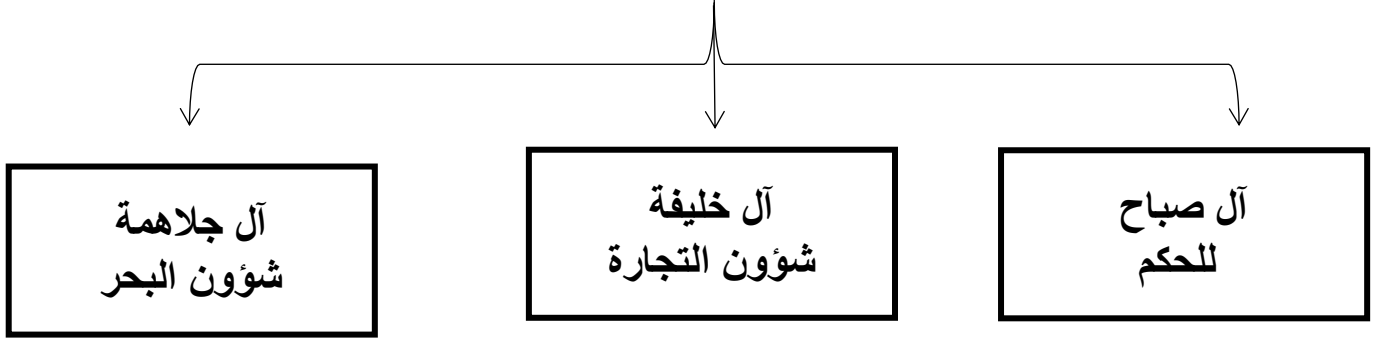 آل صباح
للحكم
آل خليفة
شؤون التجارة
آل جلاهمة
شؤون البحر